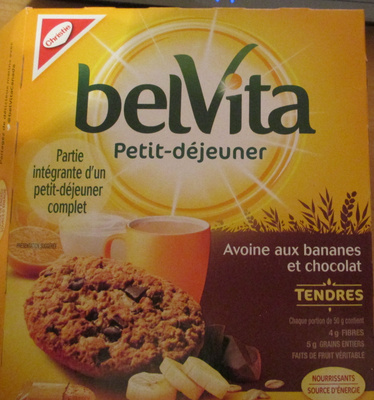 Christie
belVita
Petit-déjeuner
Partie
intégrante d'un
petit-déjeuner
complet
Avoine aux bananes
et chocolat
TENDRES
Chaque portion de 50 g contient
4 g FIBRES
6 g GRAINS ENTIERS
FAITS DE FRUIT VÉRITABLE
NOURRISSANTS
SOURCE D'ÉNERGIE